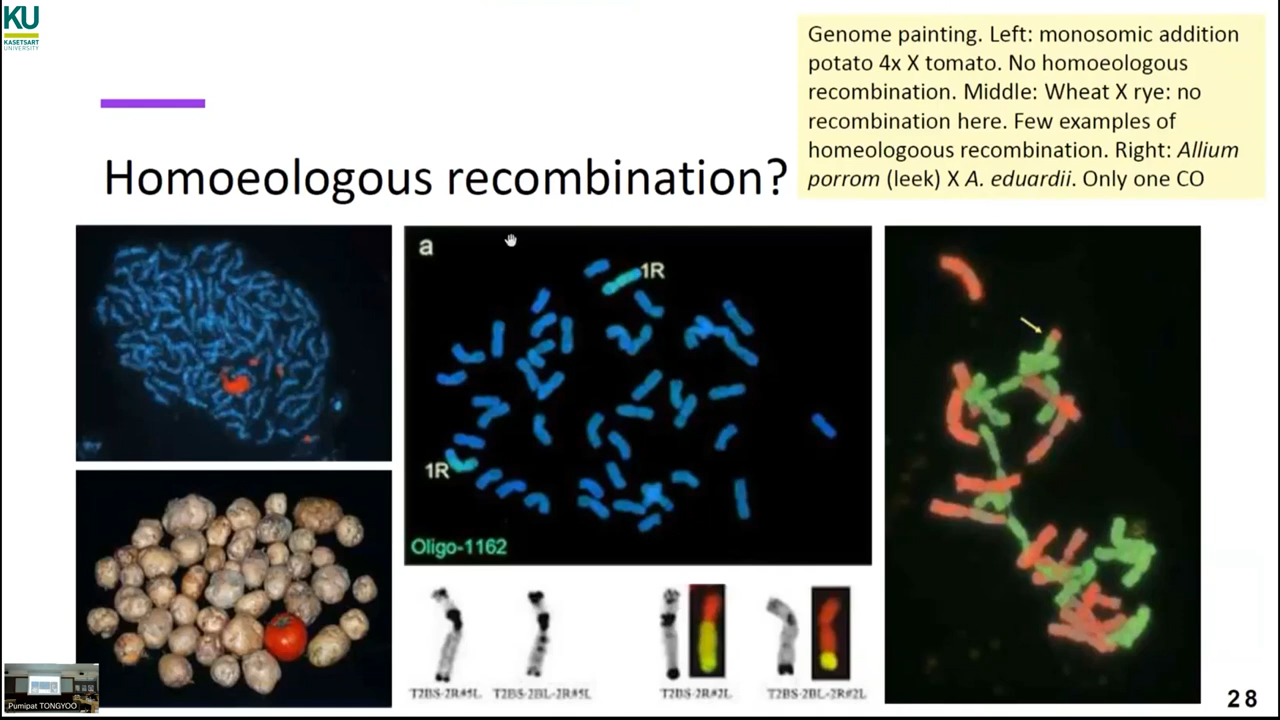 KU
KASETSART
UNIVERSITY
Genome painting. Left: monosomic addition
potato 4x X tomato. No homoeologous
recombination. Middle: Wheat X rye: no
recombination here. Few examples of
homeologoous recombination. Right: Allium
porrom (leek) X A. eduardii. Only one CO
Homoeologous recombination?
a
1R
1R
Oligo-1162
T2BS-2R#5L
T2BS-2BL-2R#5L
T2BS-2R#2L
T2BS-2BL-2R#2L
Pumipat TONGYOO
28